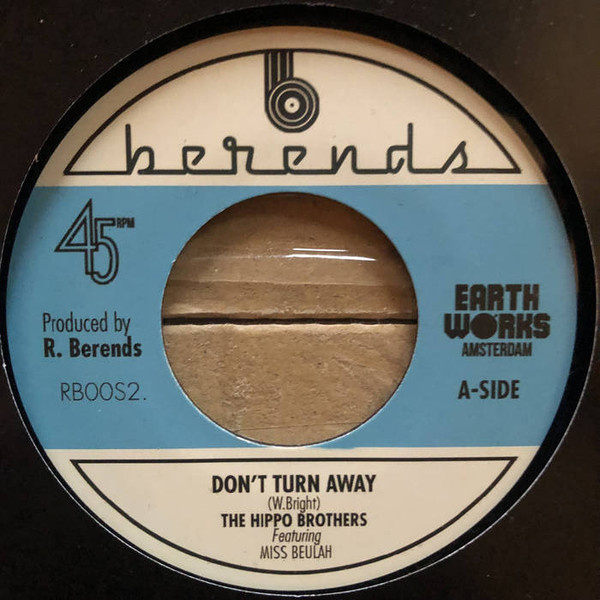 b
berends
45 RPM
Produced by
R. Berends
RB00S2.
EARTH
WORKS
AMSTERDAM
A-SIDE
DON'T TURN AWAY
(W.Bright)
THE HIPPO BROTHERS
Featuring
MISS BEULAH